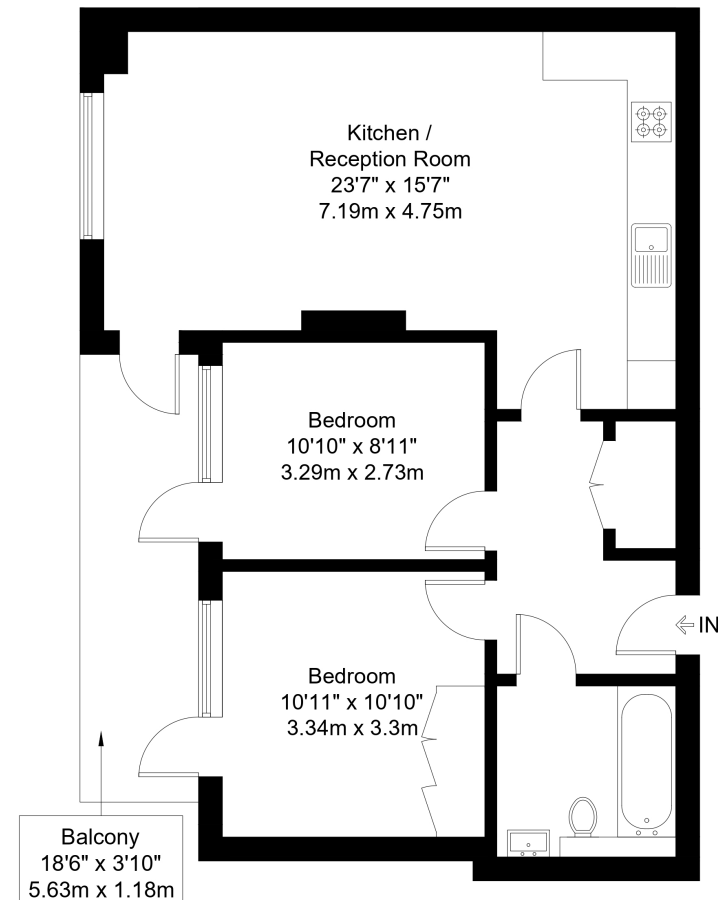 Kitchen /
Reception Room
23'7" x 15'7"
7.19m x 4.75m
Bedroom
10'10" x 8'11"
3.29m x 2.73m
IN
Bedroom
10'11" x 10'10"
3.34m x 3.3m
Balcony
18'6" x 3'10"
5.63m x 1.18m